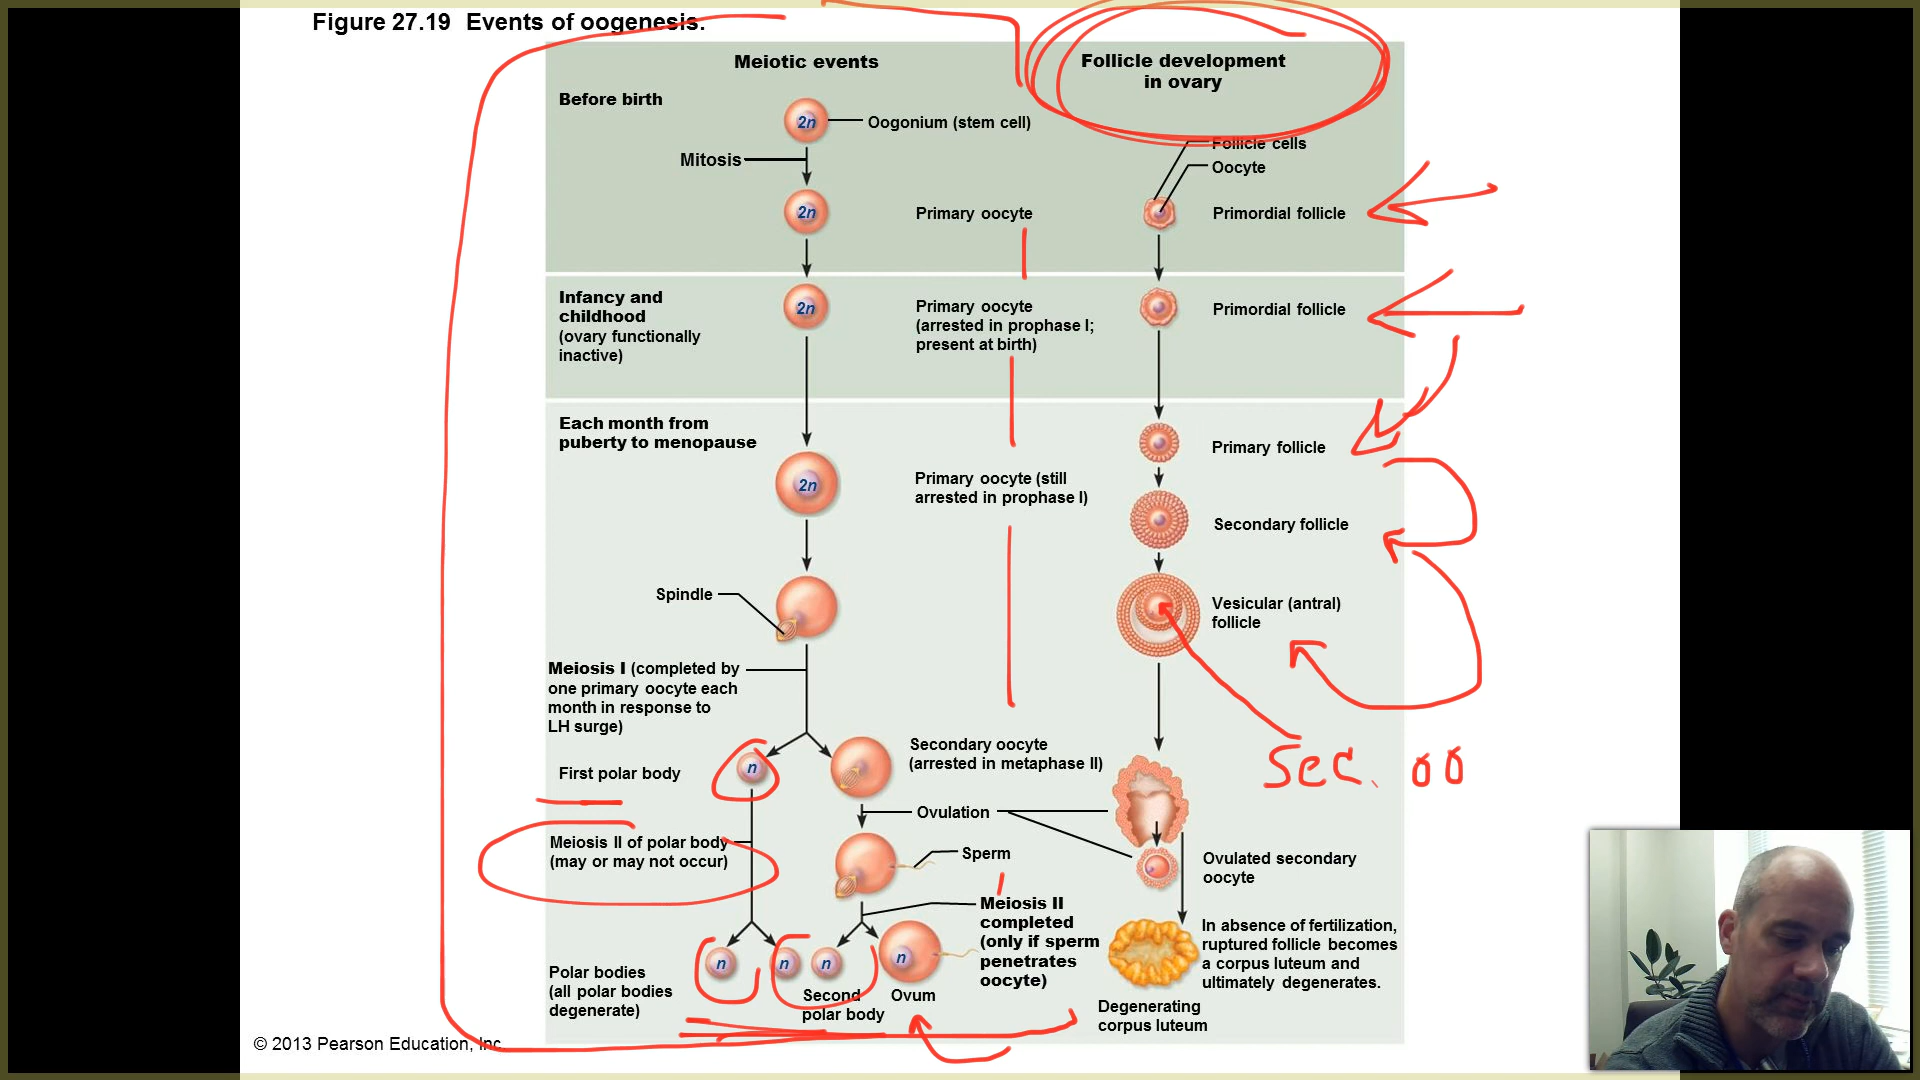 Figure 27.19 Events of oogenesis.
Meiotic events
Follicle development
in ovary
Before birth
2n
Oogonium (stem cell)
Follicle cells
Oocyte
Mitosis
2n
Primary oocyte
Primordial follicle
Infancy and
childhood
(ovary functionally
inactive)
2n
Primary oocyte
(arrested in prophase I;
present at birth)
Primordial follicle
Each month from
puberty to menopause
2n
Primary oocyte (still
arrested in prophase I)
Primary follicle
Secondary follicle
Spindle
Vesicular (antral)
follicle
Meiosis I (completed by
one primary oocyte each
month in response to
LH surge)
Sec. oo
First polar body
n
Secondary oocyte
(arrested in metaphase II)
Ovulation
Meiosis II of polar body
(may or may not occur)
Sperm
Ovulated secondary
oocyte
Meiosis II
completed
(only if sperm
penetrates
oocyte)
In absence of fertilization,
ruptured follicle becomes
a corpus luteum and
ultimately degenerates.
Polar bodies
(all polar bodies
degenerate)
n
n
n
n
Second
polar body
Ovum
Degenerating
corpus luteum
© 2013 Pearson Education, Inc.